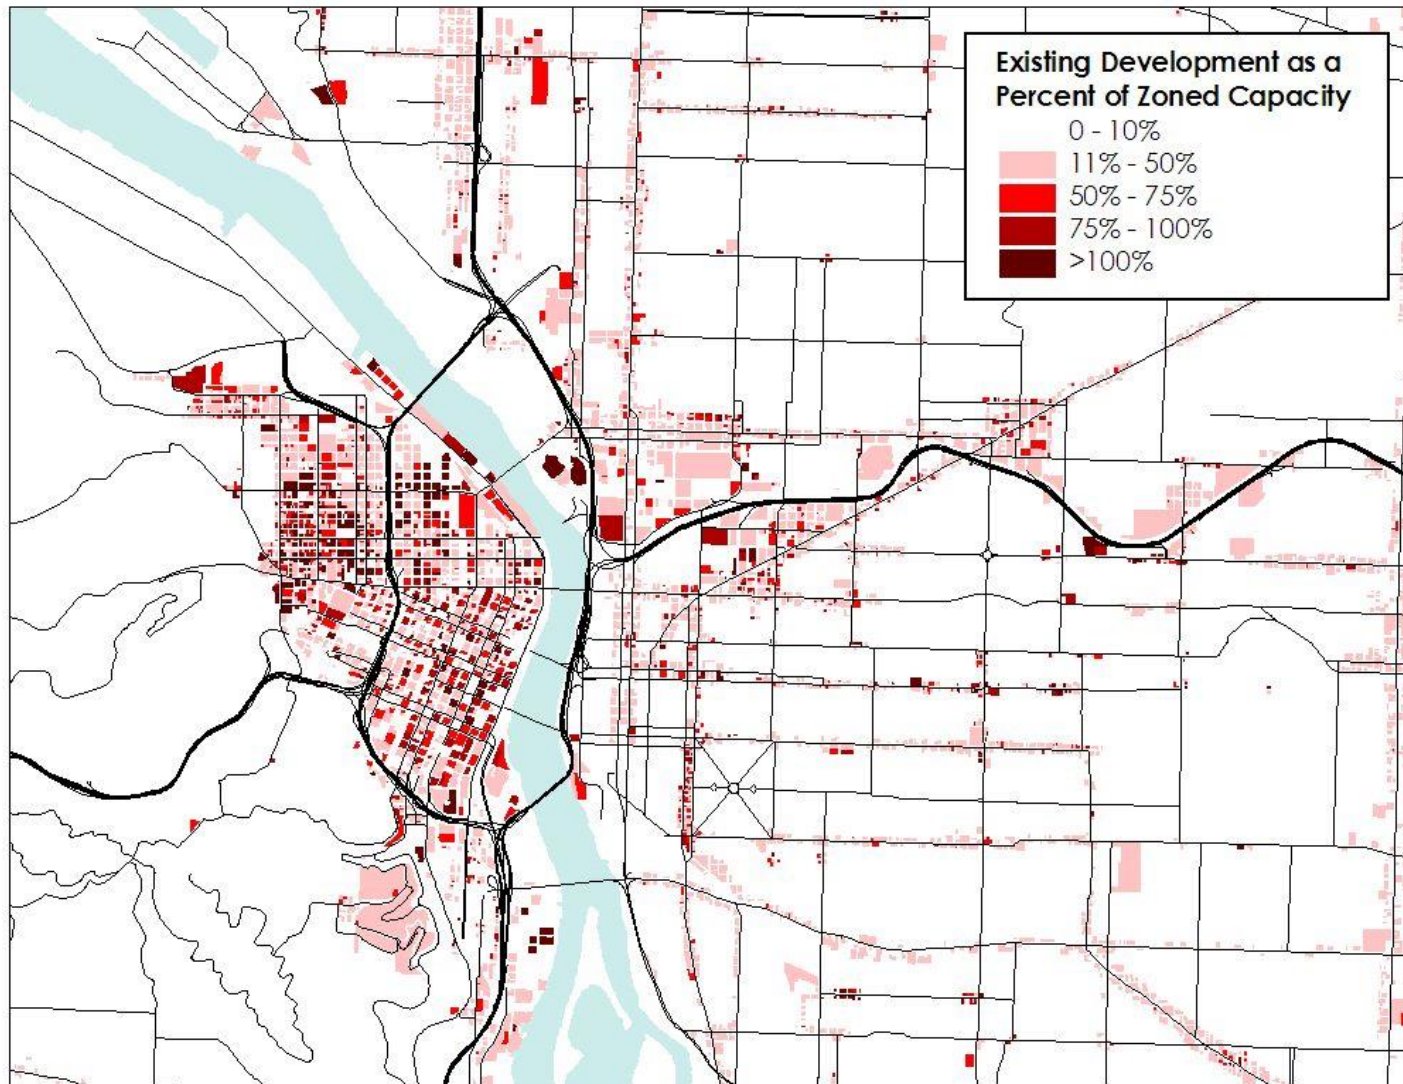 Existing Development as a
Percent of Zoned Capacity
0 - 10%
11% - 50%
50% - 75%
75% - 100%
>100%